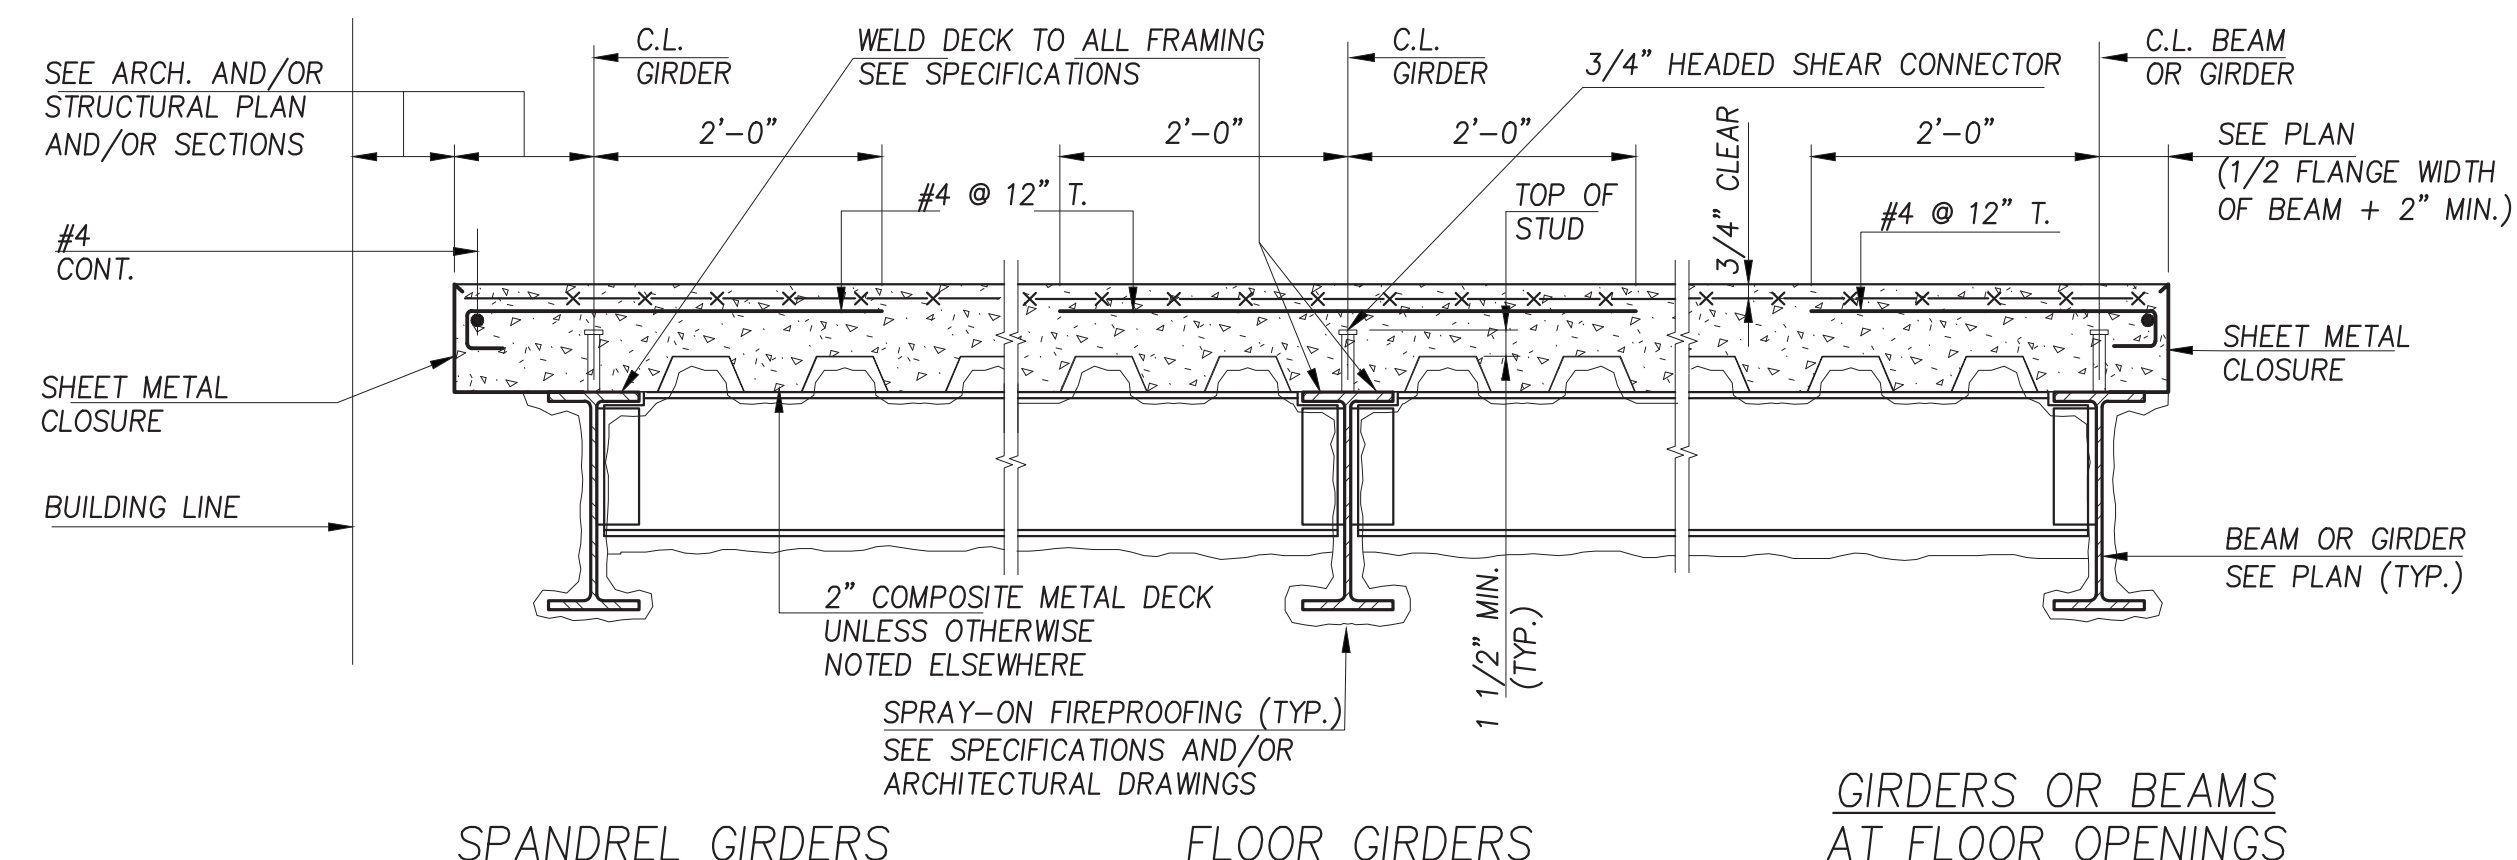 SEE ARCH. AND/OR
STRUCTURAL PLAN
AND/OR SECTIONS
C.L.
GIRDER
WELD DECK TO ALL FRAMING
SEE SPECIFICATIONS
C.L.
GIRDER
3/4" HEADED SHEAR CONNECTOR
C.L. BEAM
OR GIRDER
2'-0"
2'-0"
2'-0"
3/4" CLEAR
2'-0"
SEE PLAN
(1/2 FLANGE WIDTH
OF BEAM + 2" MIN.)
#4 @ 12" T.
TOP OF
STUD
#4 @ 12" T.
#4
CONT.
SHEET METAL
CLOSURE
SHEET METAL
CLOSURE
BUILDING LINE
BEAM OR GIRDER
SEE PLAN (TYP.)
2" COMPOSITE METAL DECK
UNLESS OTHERWISE
NOTED ELSEWHERE
1 1/2" MIN.
(TYP.)
SPRAY-ON FIREPROOFING (TYP.)
SEE SPECIFICATIONS AND/OR
ARCHITECTURAL DRAWINGS
SPANDREL GIRDERS
FLOOR GIRDERS
GIRDERS OR BEAMS
AT FLOOR OPENINGS